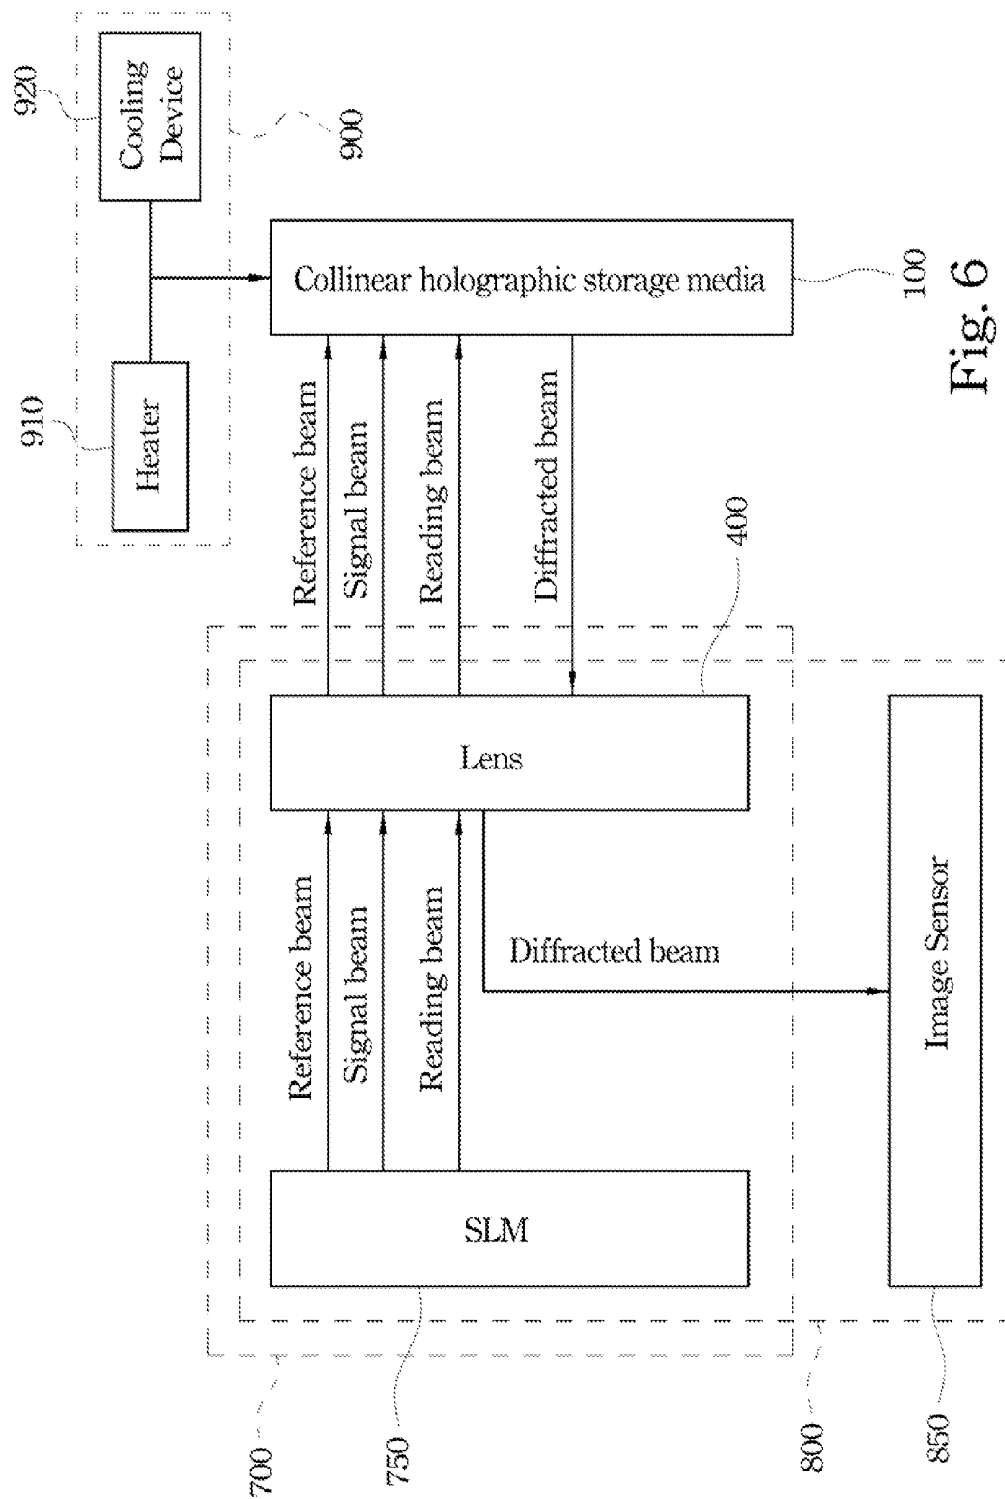 920
Cooling
Device
900
910
Heater
Collinear holographic storage media
100
Reference beam
Signal beam
Reading beam
Diffracted beam
400
Lens
Reference beam
Signal beam
Reading beam
Diffracted beam
Image Sensor
SLM
700
750
800
850
Fig. 6